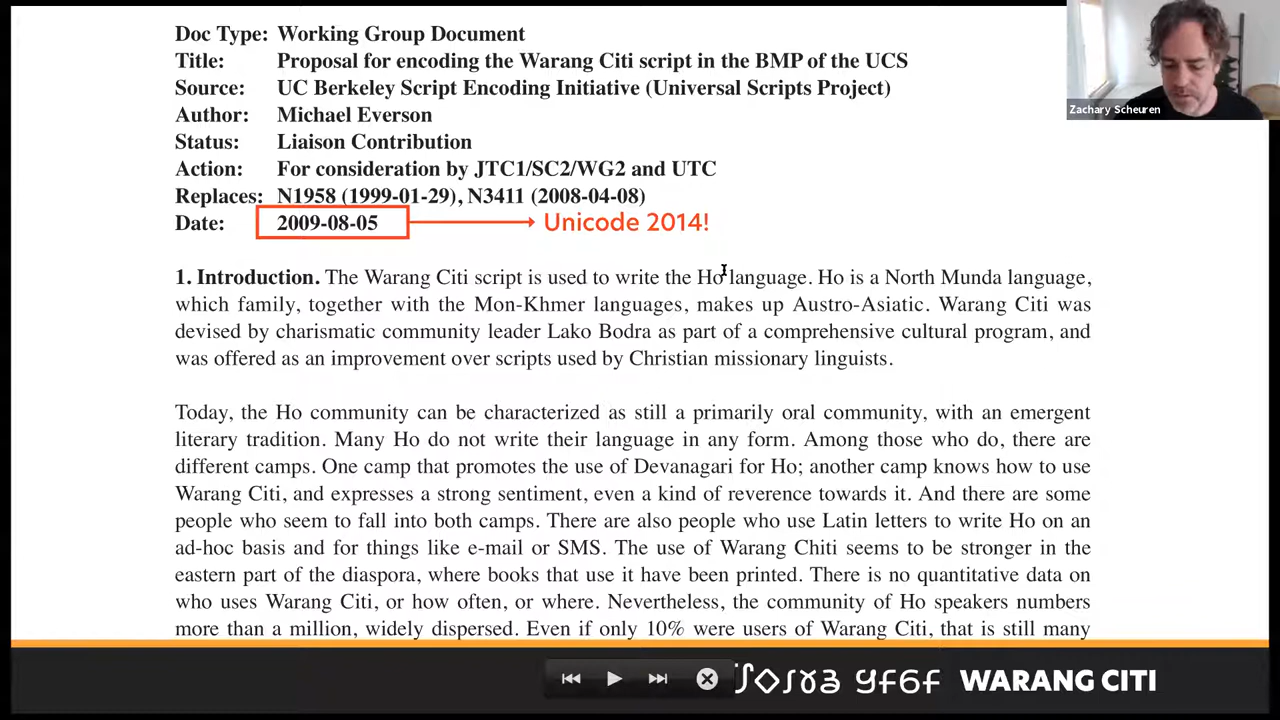 Doc Type: Working Group Document
Title: Proposal for encoding the Warang Citi script in the BMP of the UCS
Source: UC Berkeley Script Encoding Initiative (Universal Scripts Project)
Author: Michael Everson
Status: Liaison Contribution
Action: For consideration by JTC1/SC2/WG2 and UTC
Replaces: N1958 (1999-01-29), N3411 (2008-04-08)
Date: 2009-08-05 Unicode 2014!
Zachary Scheuren
1. Introduction. The Warang Citi script is used to write the Ho language. Ho is a North Munda language,
which family, together with the Mon-Khmer languages, makes up Austro-Asiatic. Warang Citi was
devised by charismatic community leader Lako Bodra as part of a comprehensive cultural program, and
was offered as an improvement over scripts used by Christian missionary linguists.
Today, the Ho community can be characterized as still a primarily oral community, with an emergent
literary tradition. Many Ho do not write their language in any form. Among those who do, there are
different camps. One camp that promotes the use of Devanagari for Ho; another camp knows how to use
Warang Citi, and expresses a strong sentiment, even a kind of reverence towards it. And there are some
people who seem to fall into both camps. There are also people who use Latin letters to write Ho on an
ad-hoc basis and for things like e-mail or SMS. The use of Warang Chiti seems to be stronger in the
eastern part of the diaspora, where books that use it have been printed. There is no quantitative data on
who uses Warang Citi, or how often, or where. Nevertheless, the community of Ho speakers numbers
more than a million, widely dispersed. Even if only 10% were users of Warang Citi, that is still many
WARANG CITI